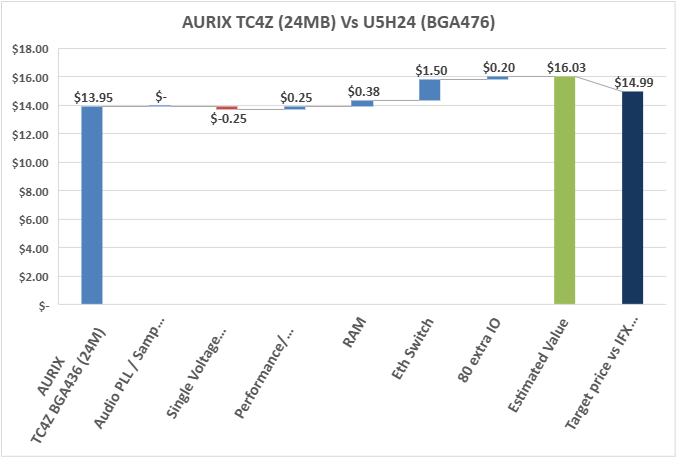 AURIX TC4Z (24MB) Vs U5H24 (BGA476)
$18.00
$16.00
$14.00
$12.00
$10.00
$8.00
$6.00
$4.00
$2.00
$-
$13.95
$-
$-0.25
$0.25
$0.38
$1.50
$0.20
$16.03
$14.99
AURIX
TC4Z BGA436 (24M)
Audio PLL / Samp...
Single Voltage...
Performance/...
RAM
Eth Switch
80 extra IO
Estimated Value
Target price vs IFX...